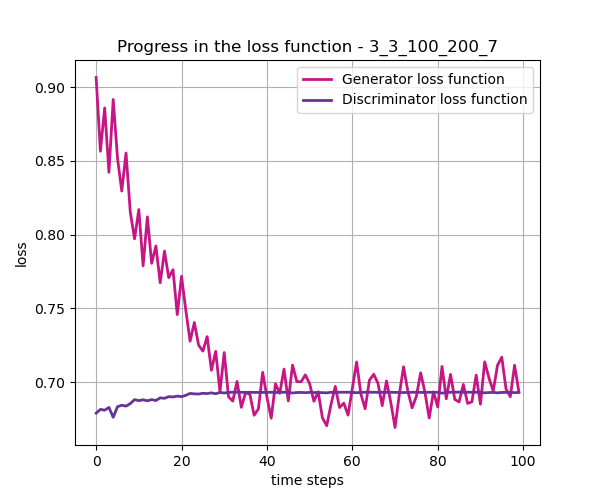 Progress in the loss function - 3_3_100_200_7
Generator loss function
Discriminator loss function
0.90
0.85
0.80
0.75
0.70
loss
0 20 40 60 80 100
time steps